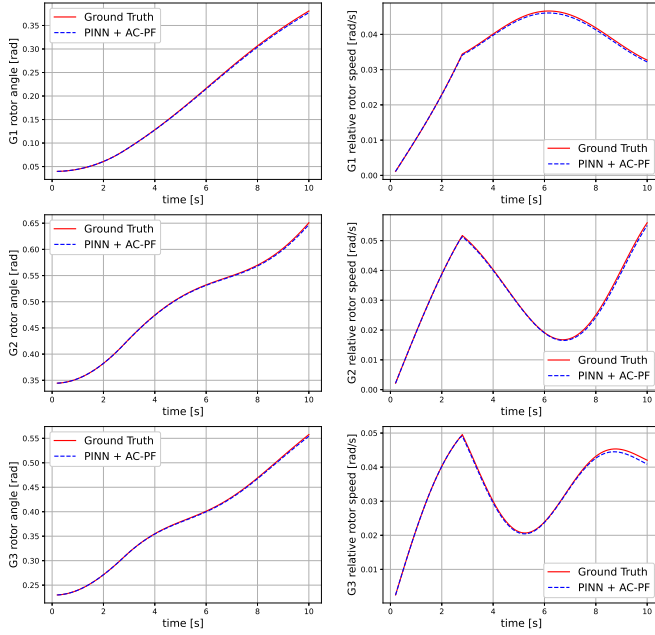 G1 rotor angle [rad]
0.35
0.30
0.25
0.20
0.15
0.10
0.05
Ground Truth
PINN + AC-PF
0 2 4 6 8 10
time [s]
G1 relative rotor speed [rad/s]
0.04
0.03
0.02
0.01
0.00
Ground Truth
PINN + AC-PF
0 2 4 6 8 10
time [s]
G2 rotor angle [rad]
0.65
0.60
0.55
0.50
0.45
0.40
0.35
Ground Truth
PINN + AC-PF
0 2 4 6 8 10
time [s]
G2 relative rotor speed [rad/s]
0.05
0.04
0.03
0.02
0.01
0.00
Ground Truth
PINN + AC-PF
0 2 4 6 8 10
time [s]
G3 rotor angle [rad]
0.55
0.50
0.45
0.40
0.35
0.30
0.25
Ground Truth
PINN + AC-PF
0 2 4 6 8 10
time [s]
G3 relative rotor speed [rad/s]
0.05
0.04
0.03
0.02
0.01
Ground Truth
PINN + AC-PF
0 2 4 6 8 10
time [s]